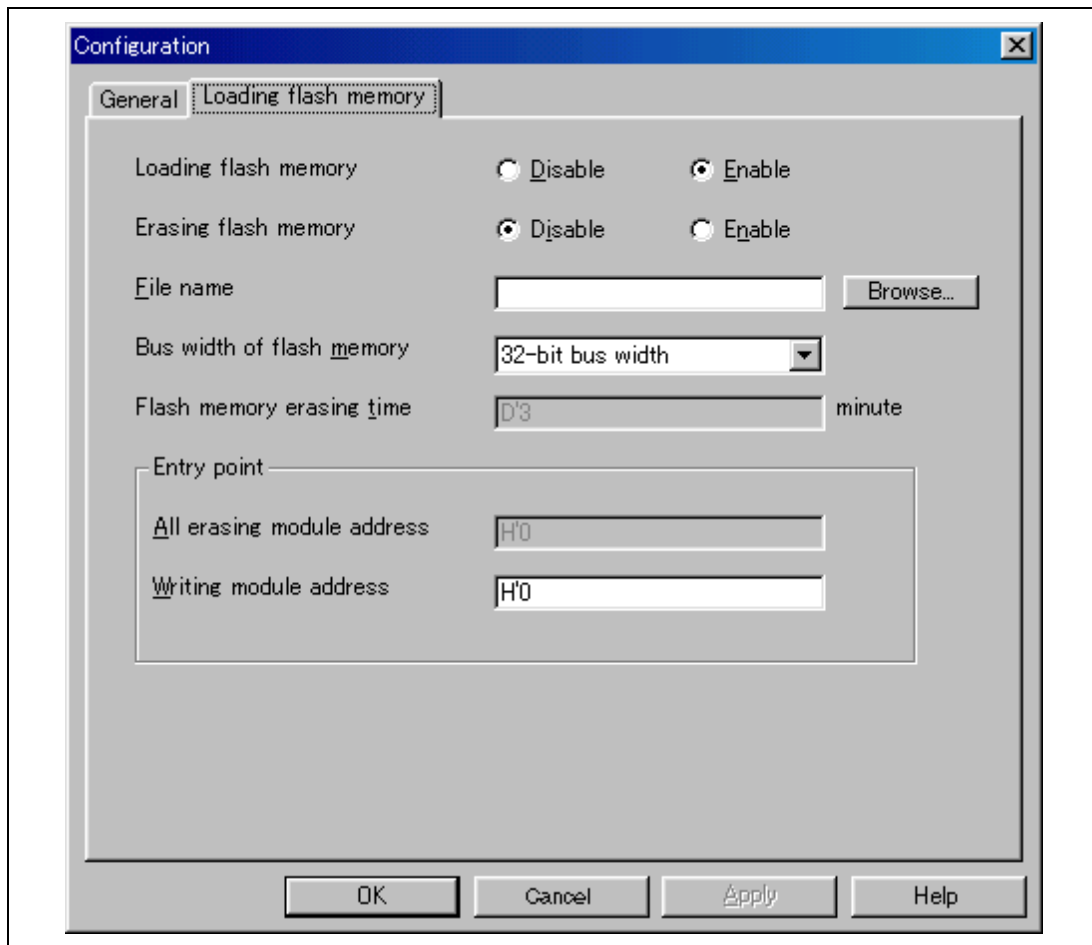 Configuration
General Loading flash memory
Loading flash memory Disable Enable
Erasing flash memory Disable Enable
File name Browse...
Bus width of flash memory 32-bit bus width
Flash memory erasing time D'3 minute
Entry point
All erasing module address H'0
Writing module address H'0
OK Cancel Apply Help